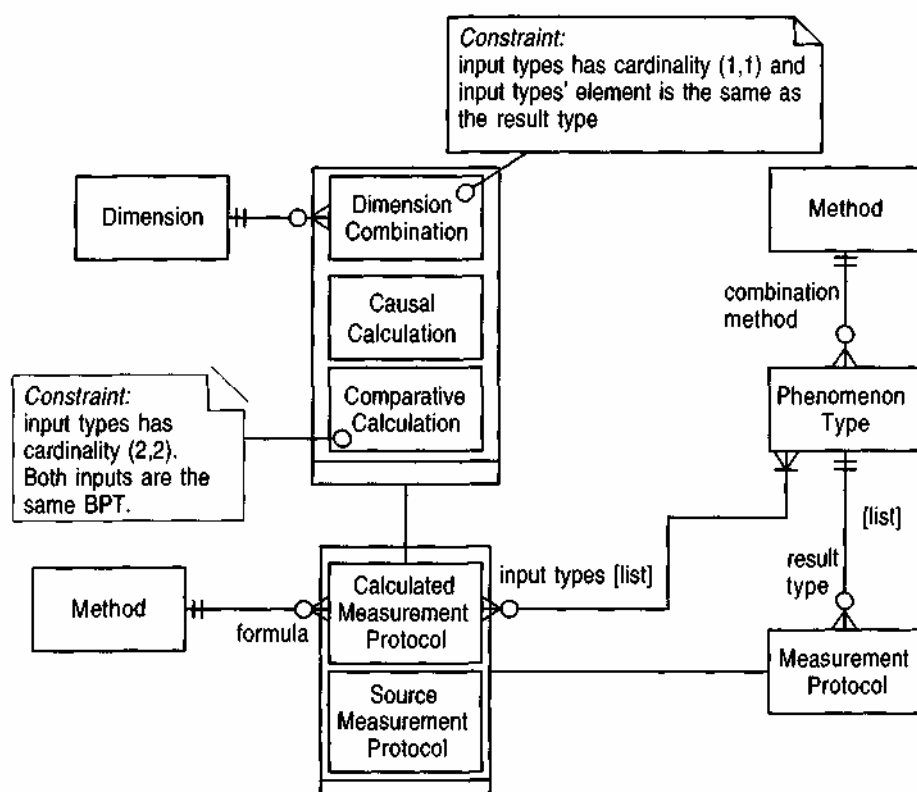 Constraint:
input types has cardinality (1,1) and
input types' element is the same as
the result type
Dimension
Dimension
Combination
Method
Causal
Calculation
combination
method
Constraint:
input types has
cardinality (2,2).
Both inputs are the
same BPT.
Comparative
Calculation
Phenomenon
Type
[list]
input types [list]
result
type
Method
formula
Calculated
Measurement
Protocol
Measurement
Protocol
Source
Measurement
Protocol